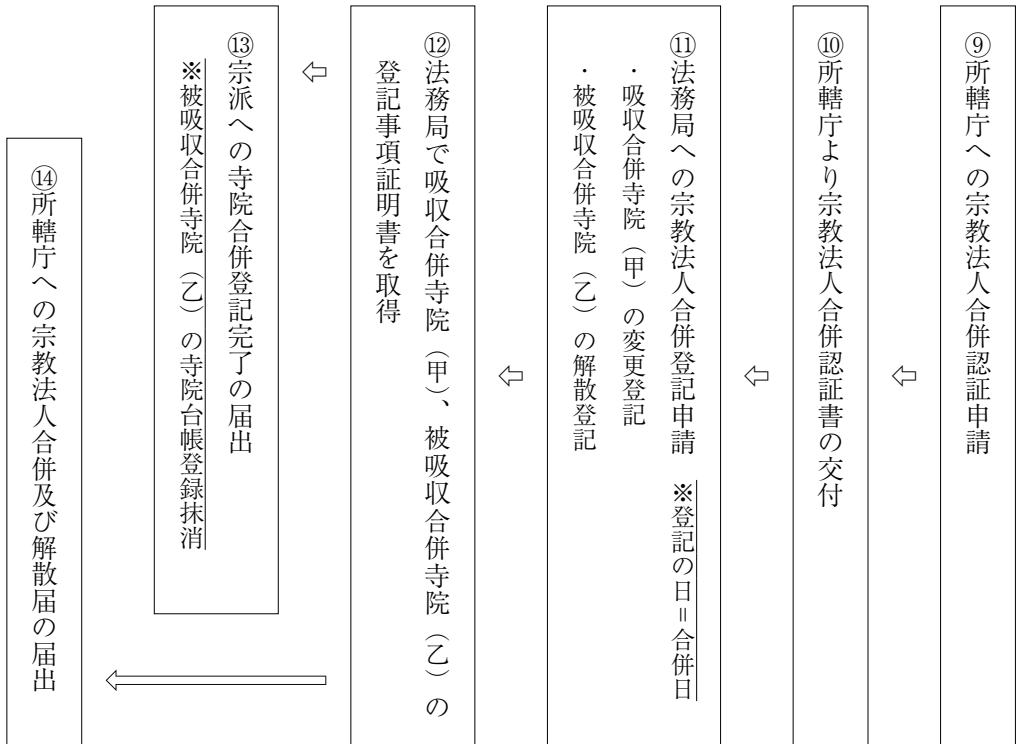 ⑨所轄庁への宗教法人合併認証申請
⑩所轄庁より宗教法人合併認証書の交付
⑪法務局への宗教法人合併登記申請　※登記の日＝合併日
・吸収合併寺院（甲）の変更登記
・被吸収合併寺院（乙）の解散登記
⑫法務局で吸収合併寺院（甲）、被吸収合併寺院（乙）の
登記事項証明書を取得
⑬宗派への寺院合併登記完了の届出
※被吸収合併寺院（乙）の寺院台帳登録抹消
⑭所轄庁への宗教法人合併及び解散届の届出